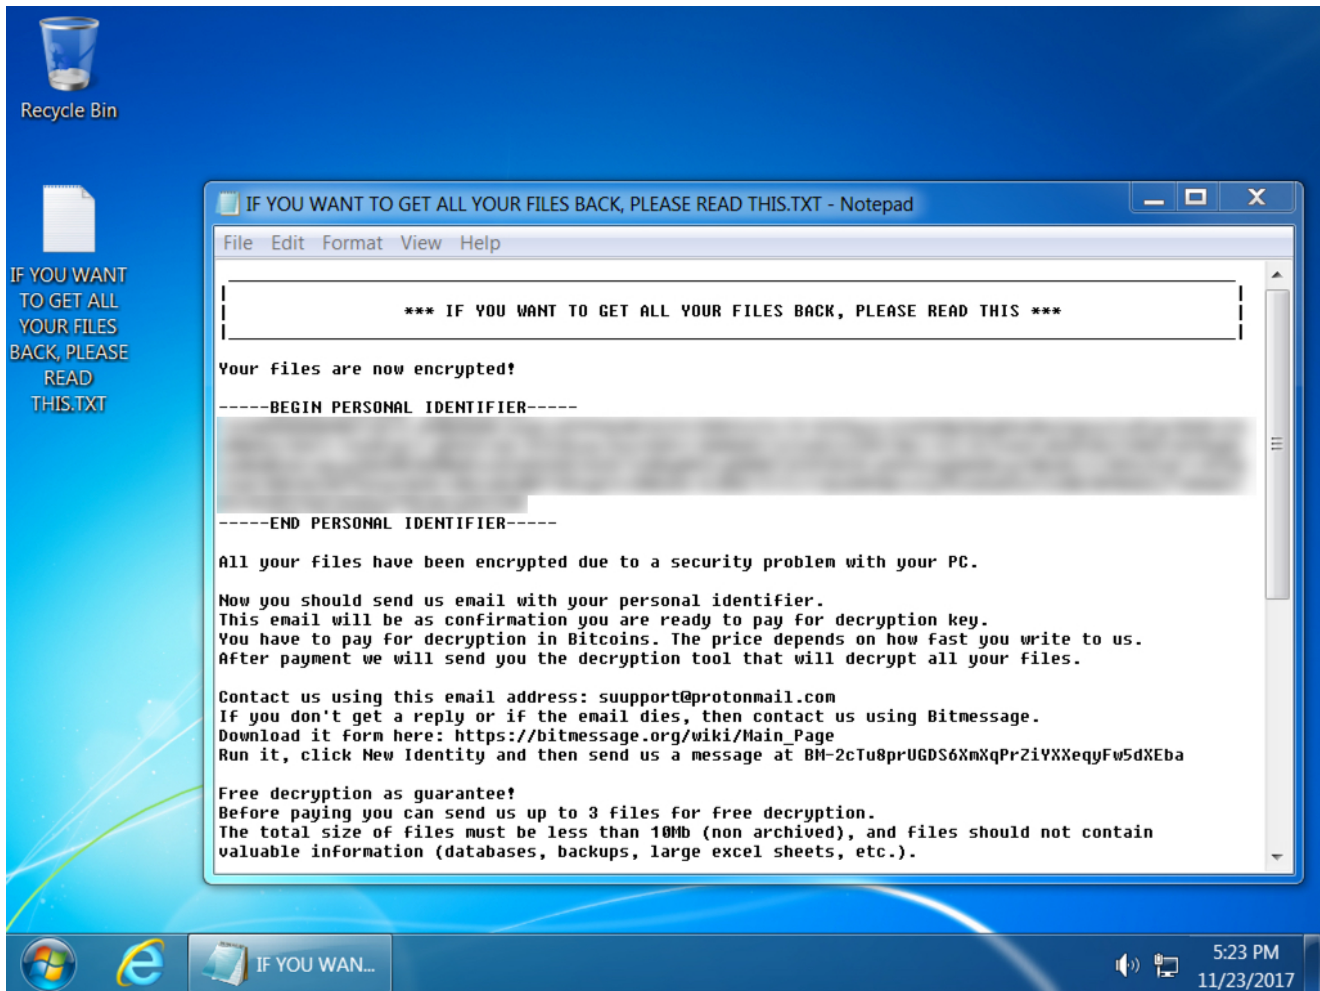 Recycle Bin
IF YOU WANT
TO GET ALL
YOUR FILES
BACK, PLEASE
READ
THIS.TXT
IF YOU WANT TO GET ALL YOUR FILES BACK, PLEASE READ THIS.TXT - Notepad
File Edit Format View Help
*** IF YOU WANT TO GET ALL YOUR FILES BACK, PLEASE READ THIS ***
Your files are now encrypted!
-----BEGIN PERSONAL IDENTIFIER-----
-----END PERSONAL IDENTIFIER-----
All your files have been encrypted due to a security problem with your PC.
Now you should send us email with your personal identifier.
This email will be as confirmation you are ready to pay for decryption key.
You have to pay for decryption in Bitcoins. The price depends on how fast you write to us.
After payment we will send you the decryption tool that will decrypt all your files.
Contact us using this email address: suupport@protonmail.com
If you don't get a reply or if the email dies, then contact us using Bitmessage.
Download it form here: https://bitmessage.org/wiki/Main_Page
Run it, click New Identity and then send us a message at BM-2cTu8prUGDS6XmXqPrZiYXXeqyFw5dXEba
Free decryption as guarantee!
Before paying you can send us up to 3 files for free decryption.
The total size of files must be less than 10Mb (non archived), and files should not contain
valuable information (databases, backups, large excel sheets, etc.).
IF YOU WAN...
5:23 PM
11/23/2017